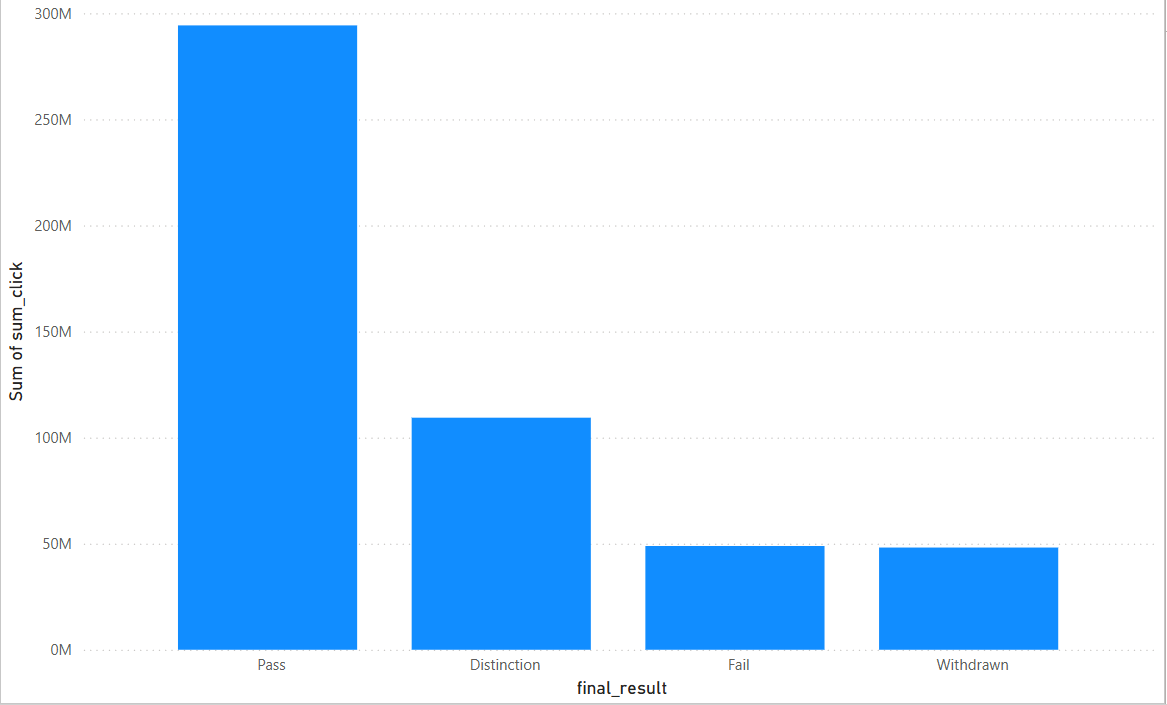 300M
250M
200M
150M
100M
50M
0M
Sum of sum_click
Pass
Distinction
Fail
Withdrawn
final_result